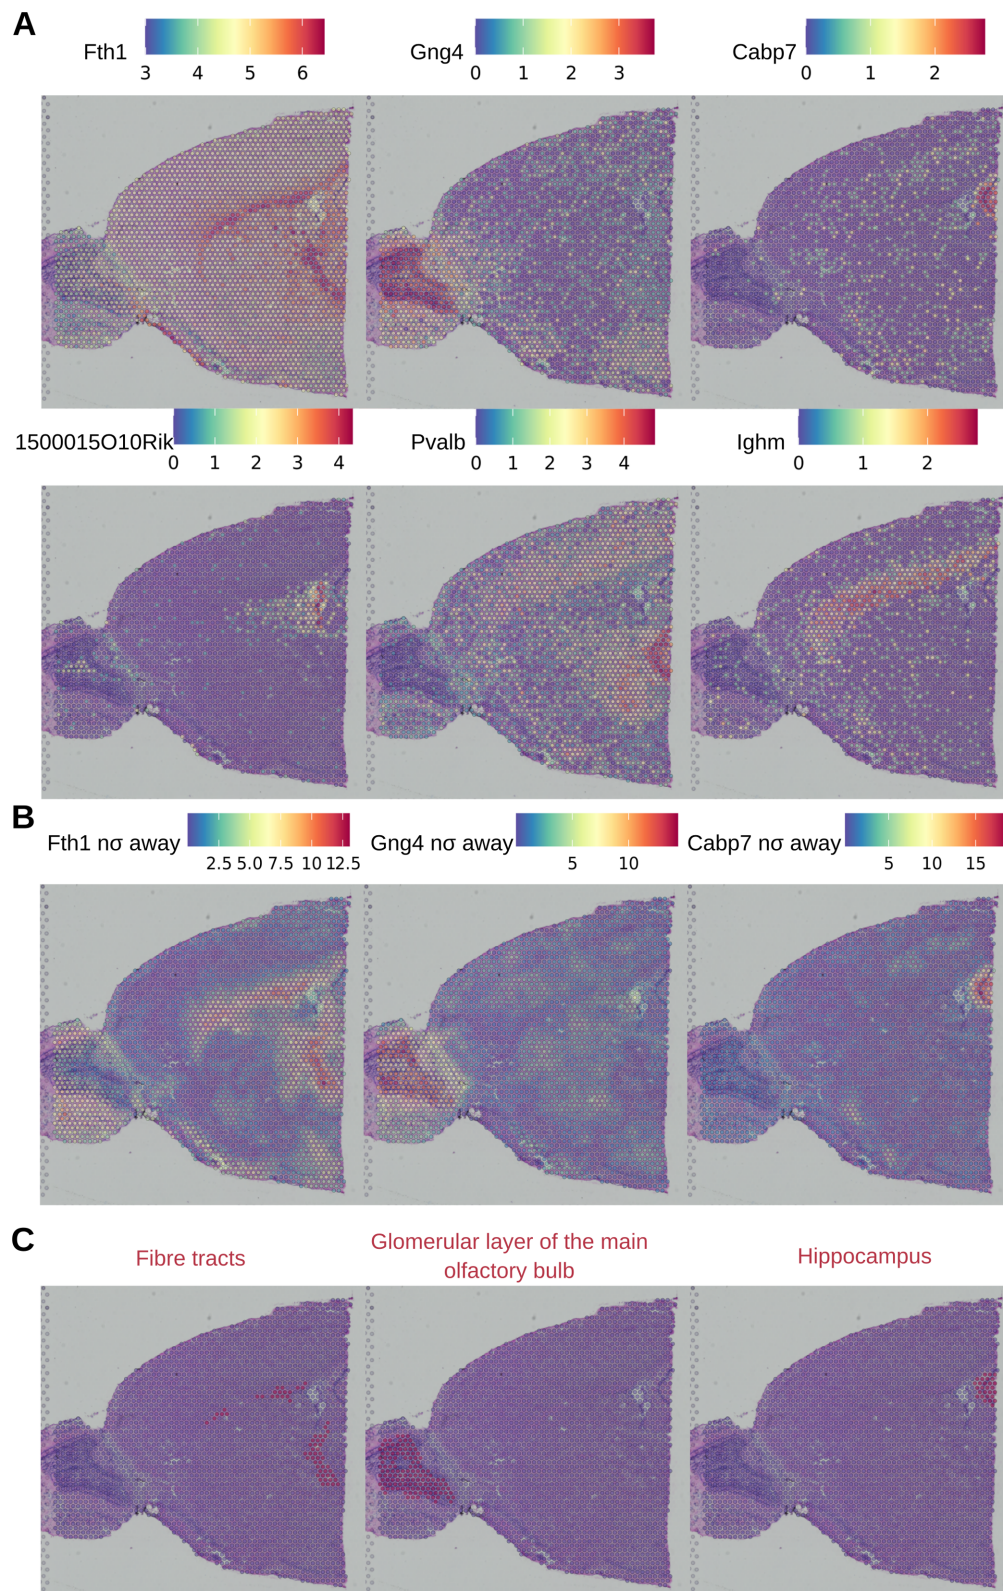 A
Fth1 Gng4 Cabp7
3 4 5 6 0 1 2 3 0 1 2
1500015O10Rik Pvalb Ighm
0 1 2 3 4 0 1 2 3 4 0 1 2
B
Fth1 nσ away Gng4 nσ away Cabp7 nσ away
2.5 5.0 7.5 10 12.5 5 10 5 10 15
C
Fibre tracts Glomerular layer of the main Hippocampus
olfactory bulb